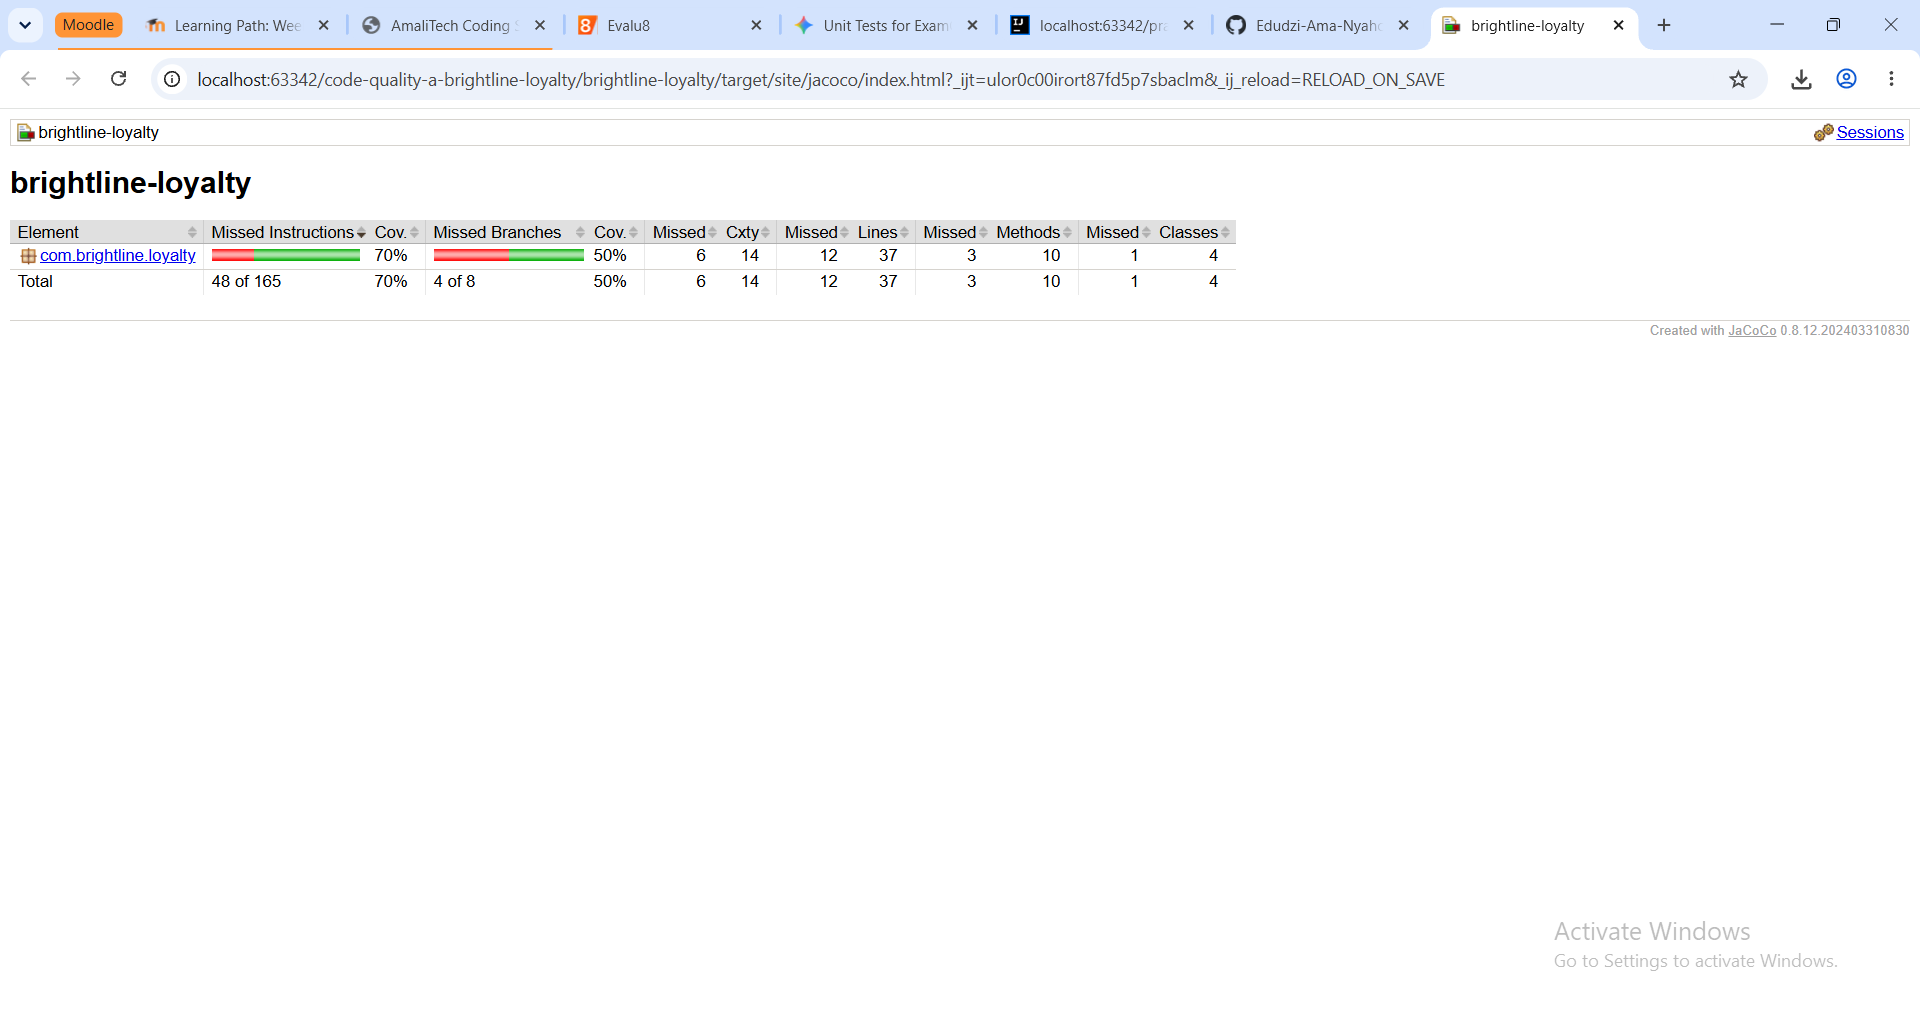 Moodle
Learning Path: Wee
AmaliTech Coding S
Evalu8
Unit Tests for Exam
localhost:63342/pra
Edudzi-Ama-Nyaho
brightline-loyalty
localhost:63342/code-quality-a-brightline-loyalty/brightline-loyalty/target/site/jacoco/index.html?_ijt=ulor0c00irort87fd5p7sbaclm&_ij_reload=RELOAD_ON_SAVE
brightline-loyalty Sessions
brightline-loyalty
Element Missed Instructions Cov. Missed Branches Cov. Missed Cxty Missed Lines Missed Methods Missed Classes
com.brightline.loyalty 70% 50% 6 14 12 37 3 10 1 4
Total 48 of 165 70% 4 of 8 50% 6 14 12 37 3 10 1 4
Created with JaCoCo 0.8.12.202403310830
Activate Windows
Go to Settings to activate Windows.